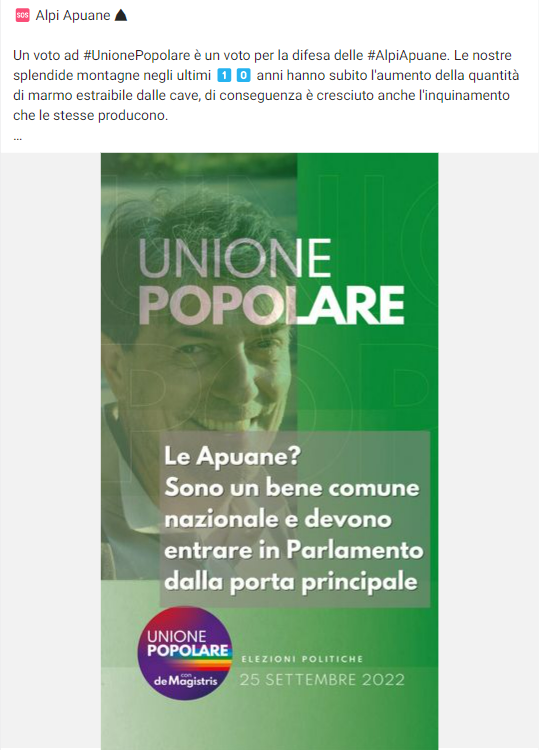 🆘 Alpi Apuane ⛰
Un voto ad #UnionePopolare è un voto per la difesa delle #AlpiApuane. Le nostre
splendide montagne negli ultimi 1️⃣0️⃣ anni hanno subito l'aumento della quantità
di marmo estraibile dalle cave, di conseguenza è cresciuto anche l'inquinamento
che le stesse producono.
...
UNIONE
POPOLARE
Le Apuane?
Sono un bene comune
nazionale e devono
entrare in Parlamento
dalla porta principale
UNIONE
POPOLARE
con
de Magistris
ELEZIONI POLITICHE
25 SETTEMBRE 2022